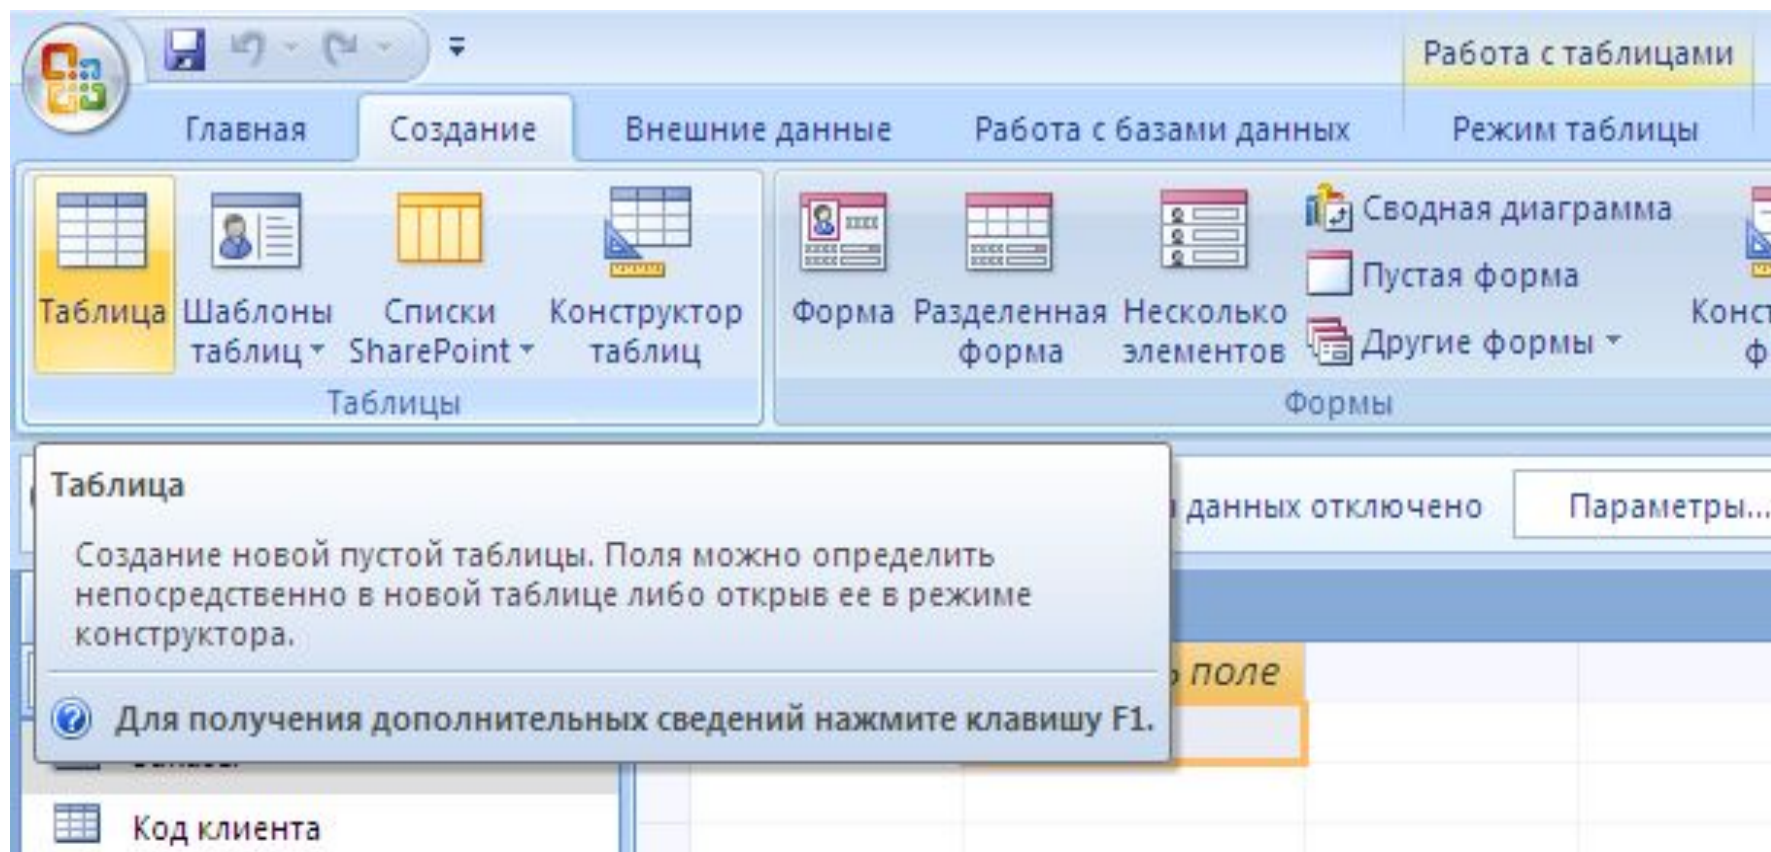 Работа с таблицами
Главная Создание Внешние данные Работа с базами данных Режим таблицы
Таблица
Шаблоны
таблиц
Списки
SharePoint
Конструктор
таблиц
Таблицы
Форма
Разделенная
форма
Несколько
элементов
Сводная диаграмма
Пустая форма
Другие формы
Формы
Таблица
Создание новой пустой таблицы. Поля можно определить
непосредственно в новой таблице либо открыв ее в режиме
конструктора.
Для получения дополнительных сведений нажмите клавишу F1.
данных отключено
Параметры...
поле
Код клиента